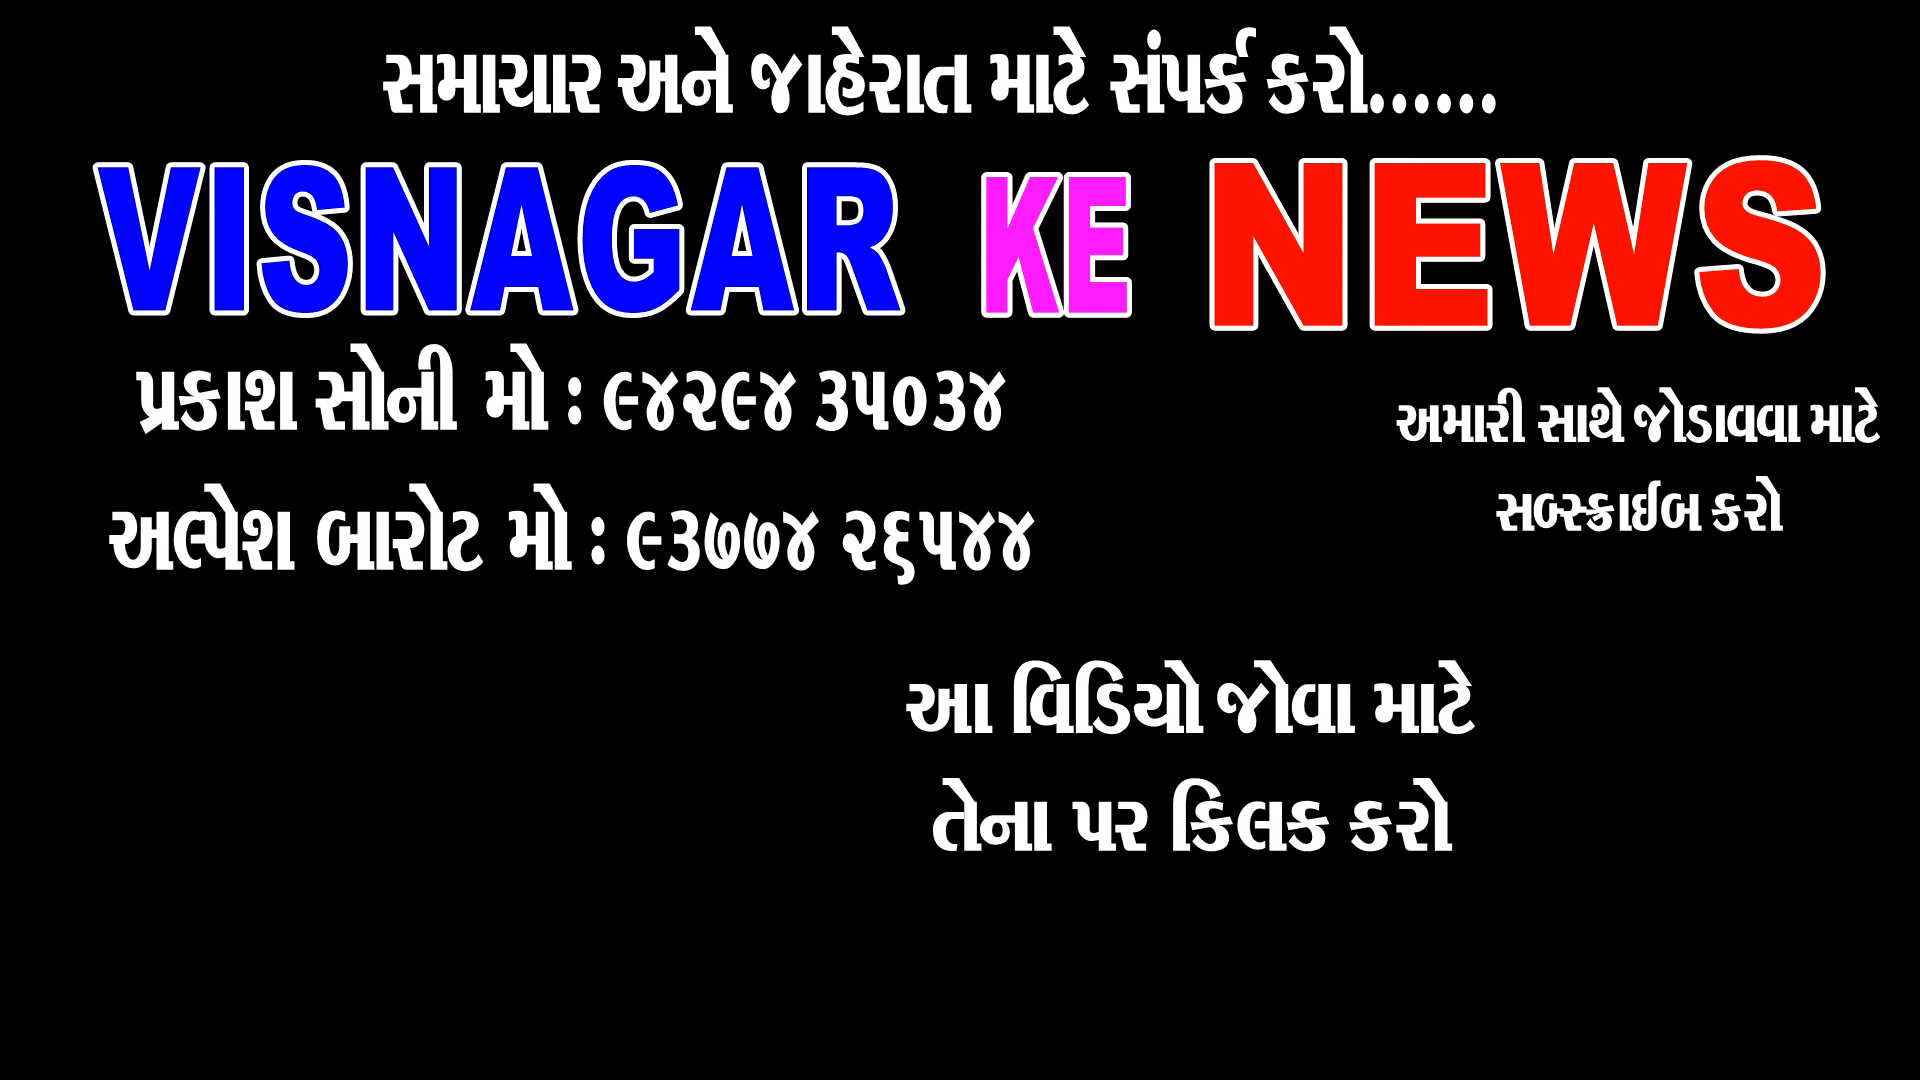 સમાચાર અને જાહેરાત માટે સંપર્ક કરો......
VISNAGAR KE NEWS
પ્રકાશ સોની મો : ૯૪૨૯૪ ૩૫૦૩૪
અલ્પેશ બારોટ મો : ૯૩૭૭૪ ૨૬૫૪૪
અમારી સાથે જોડાવવા માટે
સબ્સ્ક્રાઈબ કરો
આ વિડિયો જોવા માટે
તેના પર કિલક કરો